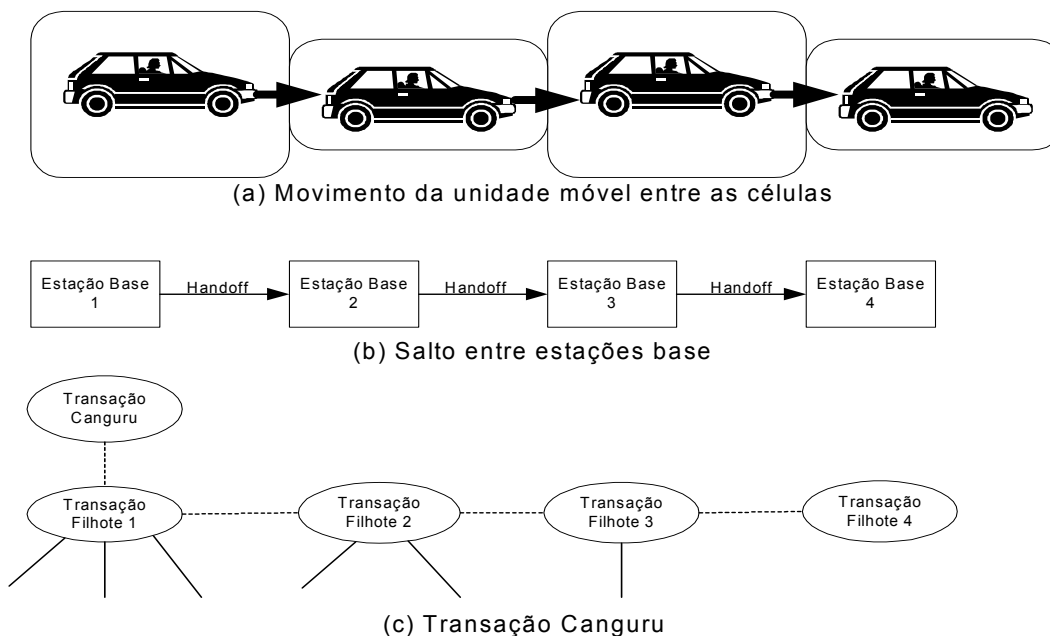 (a) Movimento da unidade móvel entre as células
Estação Base
1
Handoff
Estação Base
2
Handoff
Estação Base
3
Handoff
Estação Base
4
(b) Salto entre estações base
Transação
Canguru
Transação
Filhote 1
Transação
Filhote 2
Transação
Filhote 3
Transação
Filhote 4
(c) Transação Canguru